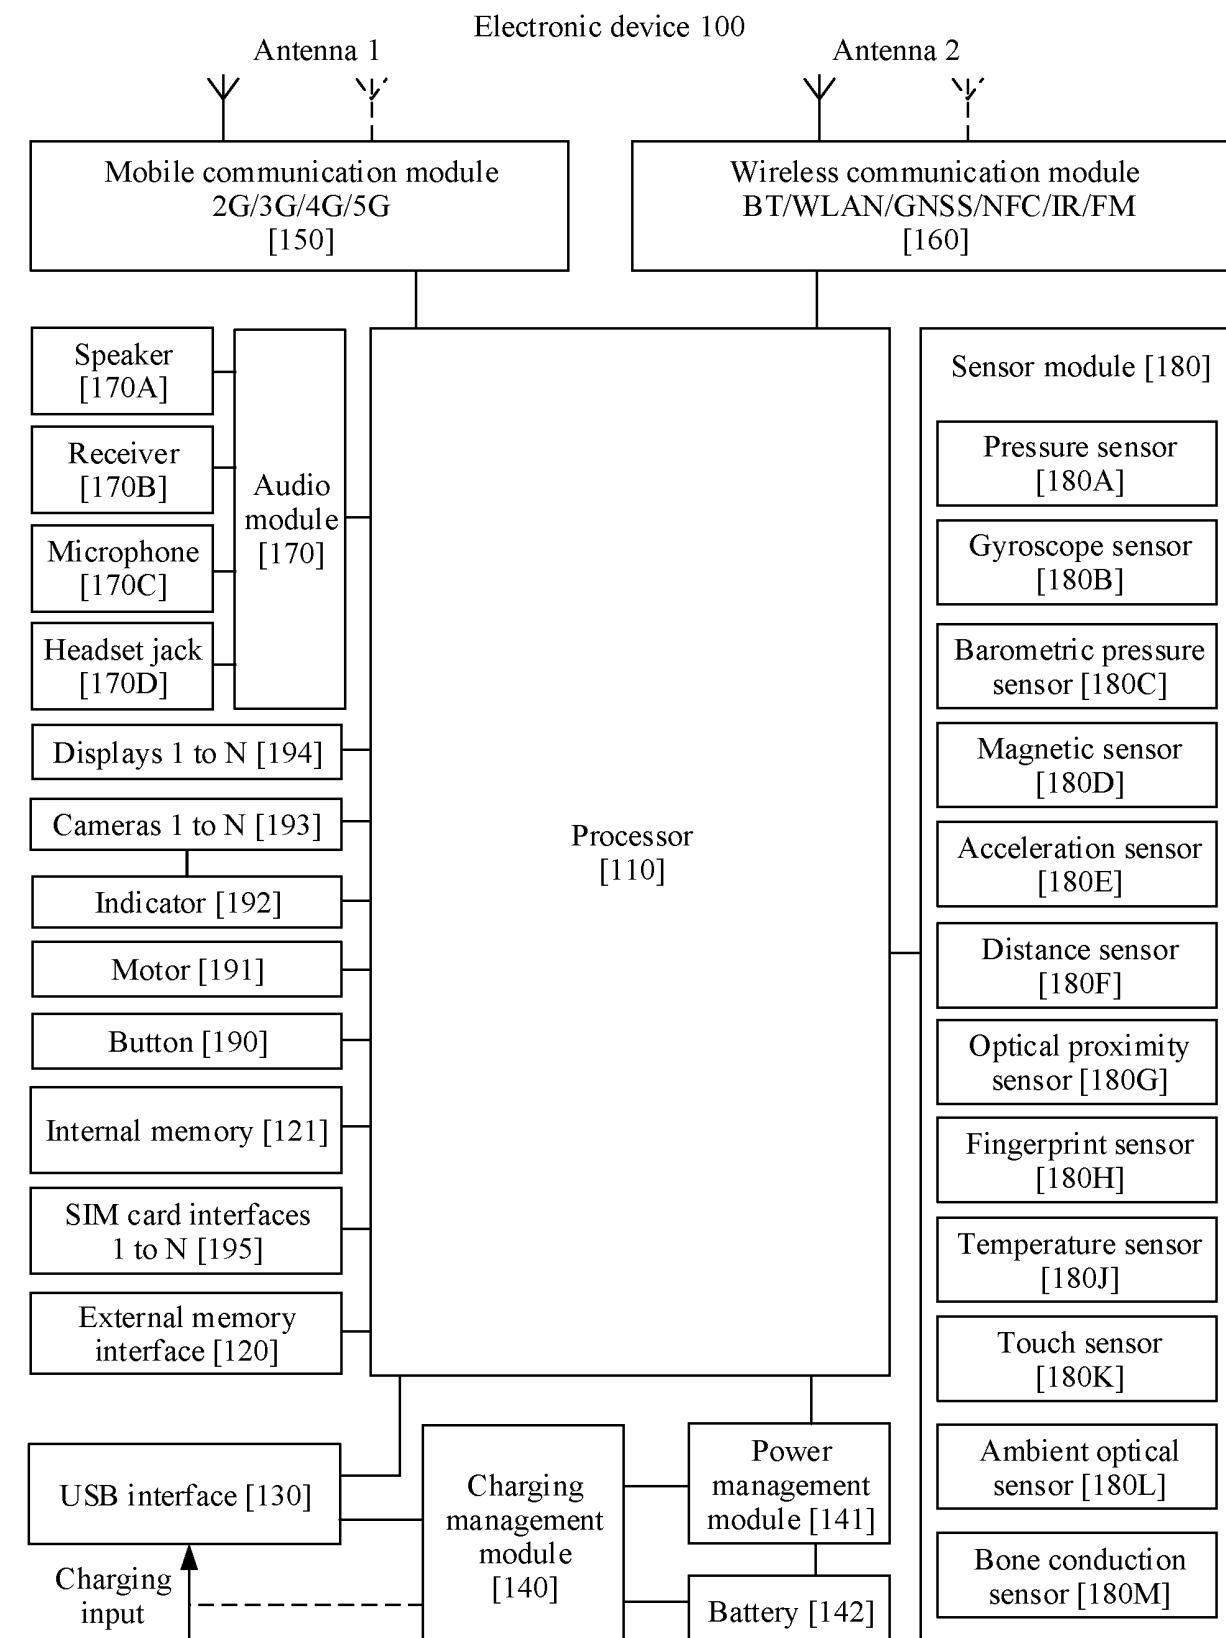 Electronic device 100
Antenna 1
Antenna 2
Mobile communication module
2G/3G/4G/5G
[150]
Wireless communication module
BT/WLAN/GNSS/NFC/IR/FM
[160]
Speaker
[170A]
Receiver
[170B]
Microphone
[170C]
Headset jack
[170D]
Audio
module
[170]
Displays 1 to N [194]
Cameras 1 to N [193]
Indicator [192]
Motor [191]
Button [190]
Internal memory [121]
SIM card interfaces
1 to N [195]
External memory
interface [120]
Processor
[110]
Sensor module [180]
Pressure sensor
[180A]
Gyroscope sensor
[180B]
Barometric pressure
sensor [180C]
Magnetic sensor
[180D]
Acceleration sensor
[180E]
Distance sensor
[180F]
Optical proximity
sensor [180G]
Fingerprint sensor
[180H]
Temperature sensor
[180J]
Touch sensor
[180K]
Ambient optical
sensor [180L]
Bone conduction
sensor [180M]
USB interface [130]
Charging
input
Charging
management
module
[140]
Power
management
module [141]
Battery [142]